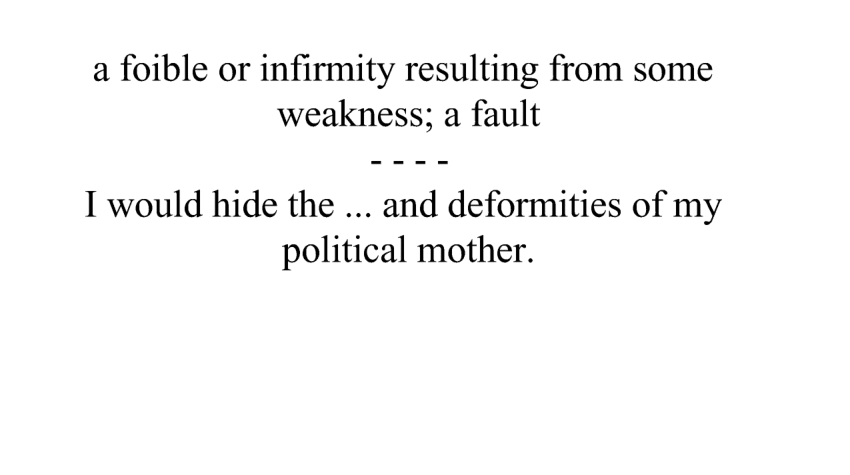 a foible or infirmity resulting from some
weakness; a fault
- - - -
I would hide the ... and deformities of my
political mother.